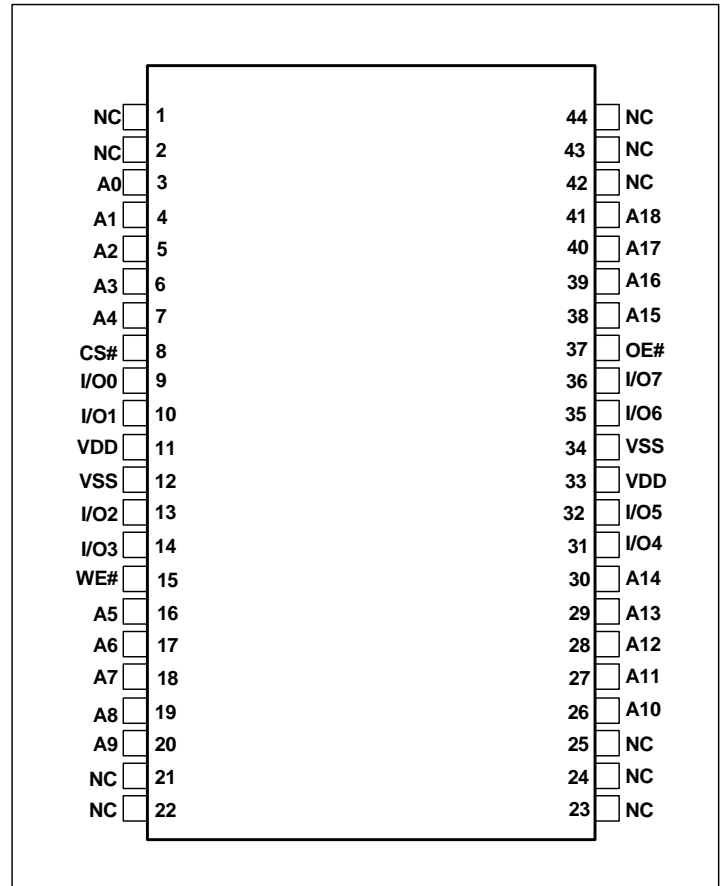 NC 1 44 NC
NC 2 43 NC
A0 3 42 NC
A1 4 41 A18
A2 5 40 A17
A3 6 39 A16
A4 7 38 A15
CS# 8 37 OE#
I/O0 9 36 I/O7
I/O1 10 35 I/O6
VDD 11 34 VSS
VSS 12 33 VDD
I/O2 13 32 I/O5
I/O3 14 31 I/O4
WE# 15 30 A14
A5 16 29 A13
A6 17 28 A12
A7 18 27 A11
A8 19 26 A10
A9 20 25 NC
NC 21 24 NC
NC 22 23 NC